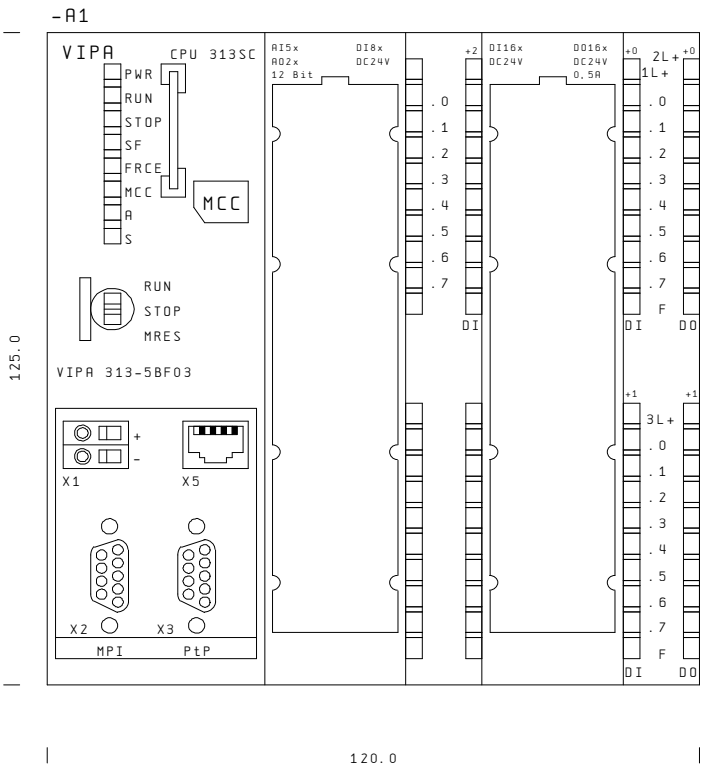 -A1
VIPA CPU 313SC
PWR
RUN
STOP
SF
FRCE
MCC
A
S
MCC
RUN
STOP
MRES
VIPA 313-5BF03
+
-
X1
X5
X2
X3
MPI
PtP
AI5x DI8x
AO2x DC24V
12 Bit
+2
.0
.1
.2
.3
.4
.5
.6
.7
DI
DI16x DO16x
DC24V DC24V
0,5A
+0 2L+ +0
1L+
.0
.1
.2
.3
.4
.5
.6
.7
F
DI DO
+1 +1
3L+
.0
.1
.2
.3
.4
.5
.6
.7
F
DI DO
125.0
120.0